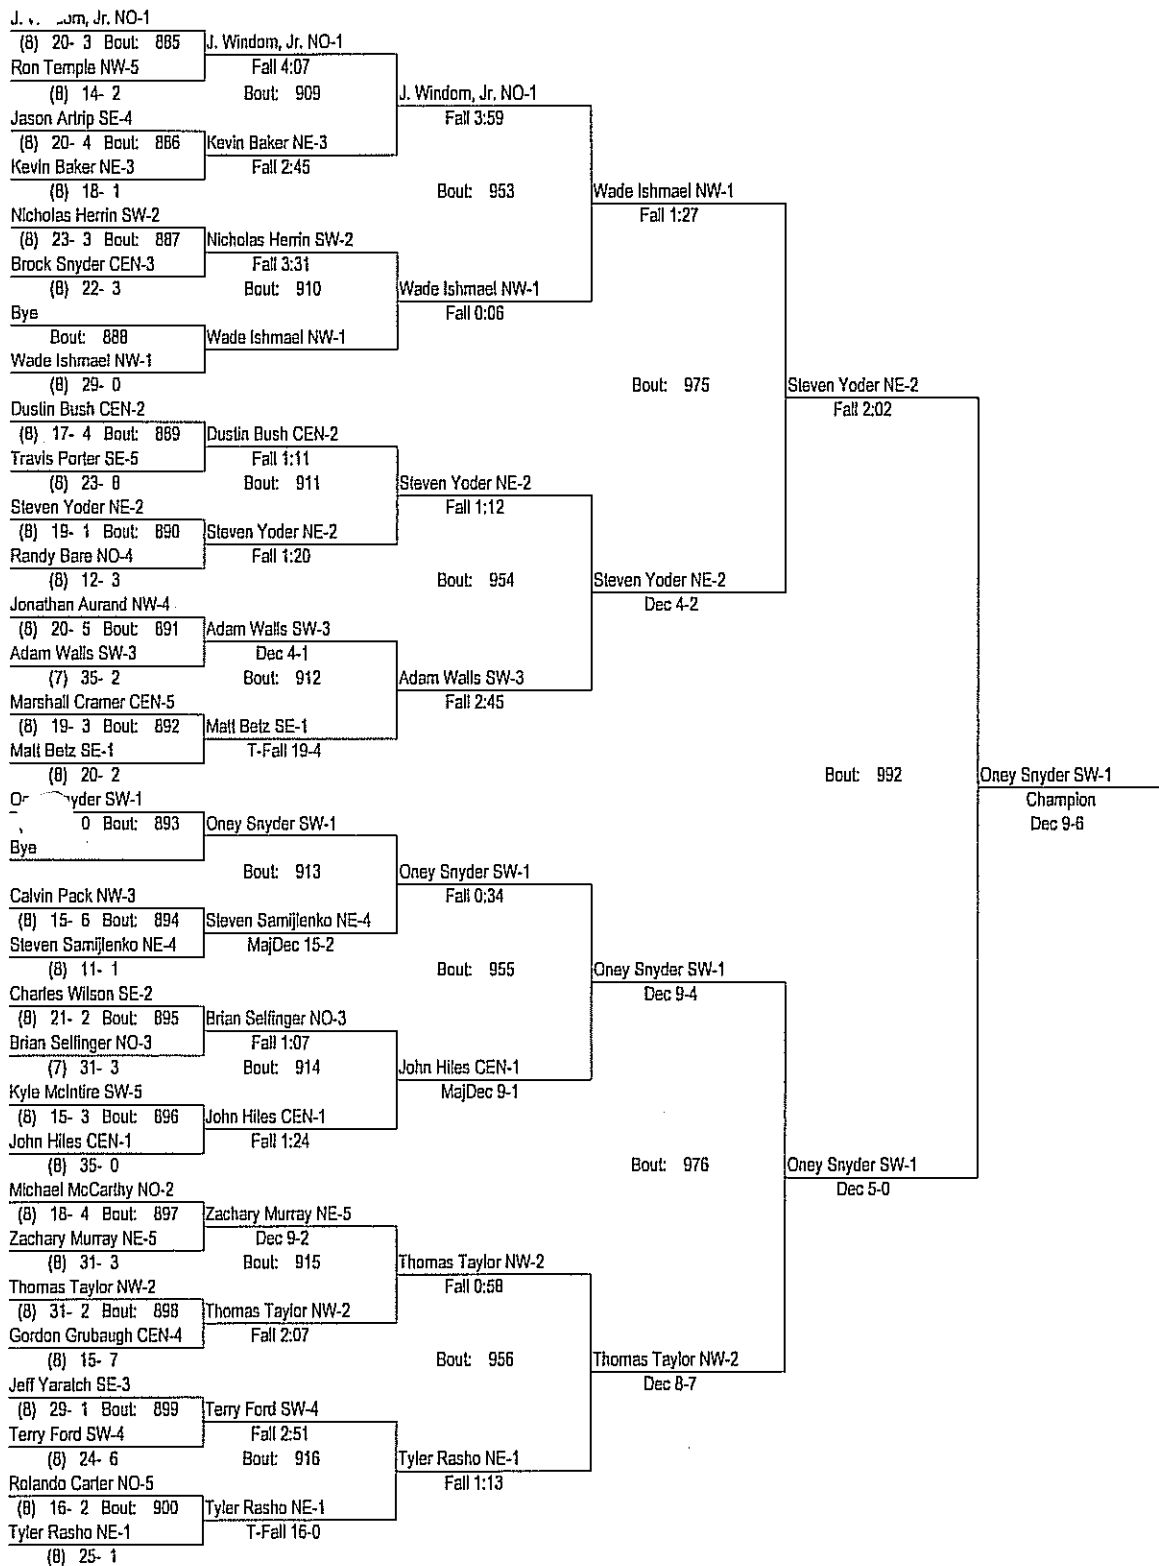 J. om, Jr. NO-1
(8) 20- 3 Bout: 885
Ron Temple NW-5
(8) 14- 2
Jason Artrip SE-4
(8) 20- 4 Bout: 886
Kevin Baker NE-3
(8) 18- 1
Nicholas Herrin SW-2
(8) 23- 3 Bout: 887
Brock Snyder CEN-3
(8) 22- 3
Bye
Bout: 888
Wade Ishmael NW-1
(8) 29- 0
Dustin Bush CEN-2
(8) 17- 4 Bout: 889
Travis Porter SE-5
(8) 23- 8
Steven Yoder NE-2
(8) 19- 1 Bout: 890
Randy Bare NO-4
(8) 12- 3
Jonathan Aurand NW-4
(8) 20- 5 Bout: 891
Adam Walls SW-3
(7) 35- 2
Marshall Cramer CEN-5
(8) 19- 3 Bout: 892
Matt Betz SE-1
(8) 20- 2
On yder SW-1
0 Bout: 893
Bye
Calvin Pack NW-3
(8) 15- 6 Bout: 894
Steven Samijlenko NE-4
(8) 11- 1
Charles Wilson SE-2
(8) 21- 2 Bout: 895
Brian Selfinger NO-3
(7) 31- 3
Kyle McIntire SW-5
(8) 15- 3 Bout: 896
John Hiles CEN-1
(8) 35- 0
Michael McCarthy NO-2
(8) 18- 4 Bout: 897
Zachary Murray NE-5
(8) 31- 3
Thomas Taylor NW-2
(8) 31- 2 Bout: 898
Gordon Grubaugh CEN-4
(8) 15- 7
Jeff Yaratch SE-3
(8) 29- 1 Bout: 899
Terry Ford SW-4
(8) 24- 6
Rolando Carter NO-5
(8) 16- 2 Bout: 900
Tyler Rasho NE-1
(8) 25- 1
J. Windom, Jr. NO-1
Fall 4:07
Bout: 909
Kevin Baker NE-3
Fall 2:45
Nicholas Herrin SW-2
Fall 3:31
Bout: 910
Wade Ishmael NW-1
Dustin Bush CEN-2
Fall 1:11
Bout: 911
Steven Yoder NE-2
Fall 1:20
Adam Walls SW-3
Dec 4-1
Bout: 912
Matt Betz SE-1
T-Fall 19-4
Oney Snyder SW-1
Bout: 913
Steven Samijlenko NE-4
MajDec 15-2
Brian Selfinger NO-3
Fall 1:07
Bout: 914
John Hiles CEN-1
Fall 1:24
Zachary Murray NE-5
Dec 9-2
Bout: 915
Thomas Taylor NW-2
Fall 2:07
Terry Ford SW-4
Fall 2:51
Bout: 916
Tyler Rasho NE-1
T-Fall 16-0
J. Windom, Jr. NO-1
Fall 3:59
Bout: 953
Wade Ishmael NW-1
Fall 0:06
Steven Yoder NE-2
Fall 1:12
Bout: 954
Adam Walls SW-3
Fall 2:45
Oney Snyder SW-1
Fall 0:34
Bout: 955
John Hiles CEN-1
MajDec 9-1
Thomas Taylor NW-2
Fall 0:58
Bout: 956
Tyler Rasho NE-1
Fall 1:13
Wade Ishmael NW-1
Fall 1:27
Bout: 975
Steven Yoder NE-2
Dec 4-2
Oney Snyder SW-1
Dec 9-4
Bout: 976
Thomas Taylor NW-2
Dec 8-7
Steven Yoder NE-2
Fall 2:02
Bout: 992
Oney Snyder SW-1
Dec 5-0
Oney Snyder SW-1
Champion
Dec 9-6